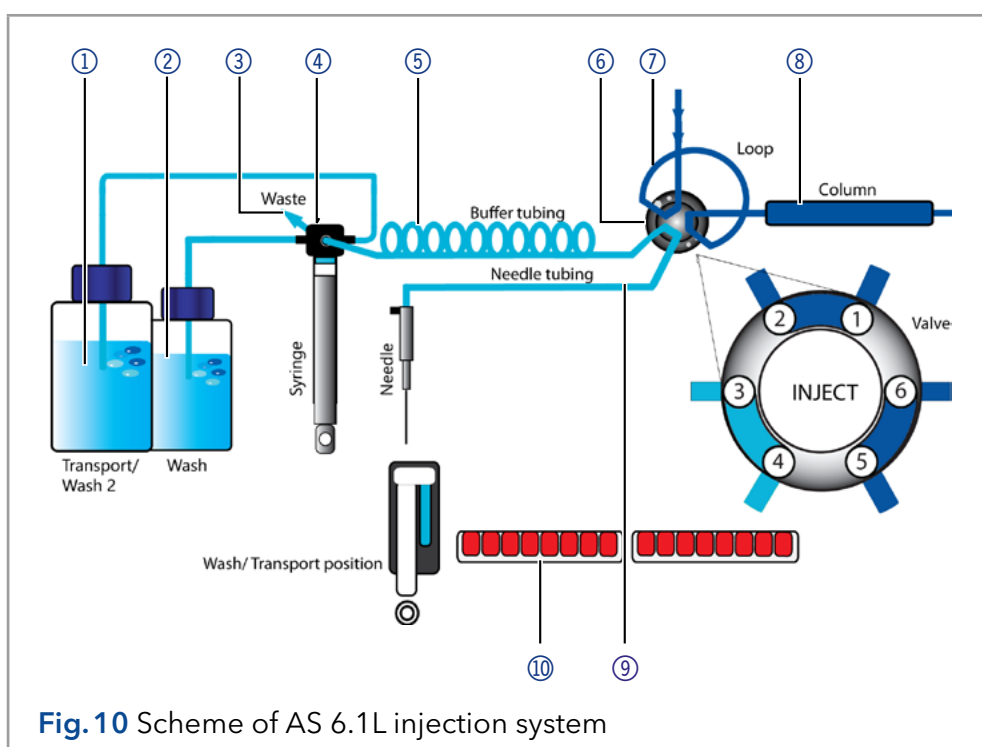 ① ② ③ ④ ⑤ ⑥ ⑦ ⑧
Loop
Column
Waste
Buffer tubing
Needle tubing
Syringe
Needle
Valve
2 1
3 INJECT 6
4 5
Transport/
Wash 2
Wash
Wash/ Transport position
⑩ ⑨
Fig. 10 Scheme of AS 6.1L injection system